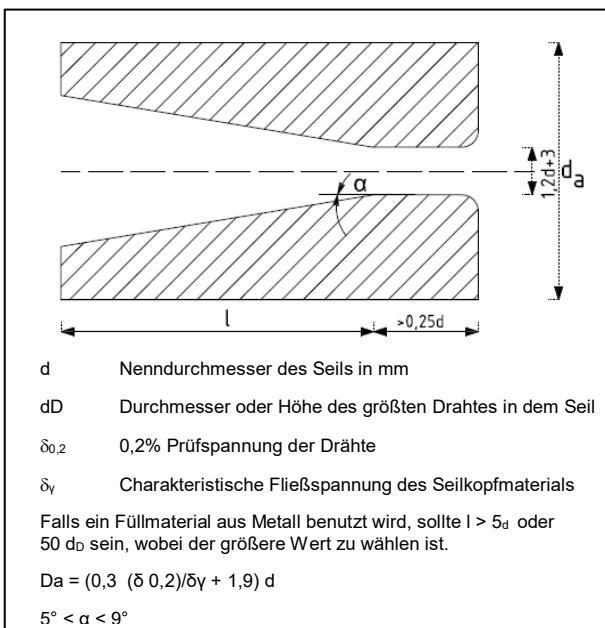 1,2d+3
d_a
α
l
>0,25d
d Nenndurchmesser des Seils in mm
dD Durchmesser oder Höhe des größten Drahtes in dem Seil
δ0,2 0,2% Prüfspannung der Drähte
δγ Charakteristische Fließspannung des Seilkopfmaterials
Falls ein Füllmaterial aus Metall benutzt wird, sollte l > 5d oder
50 dD sein, wobei der größere Wert zu wählen ist.
Da = (0,3 (δ 0,2)/δγ + 1,9) d
5° < α < 9°